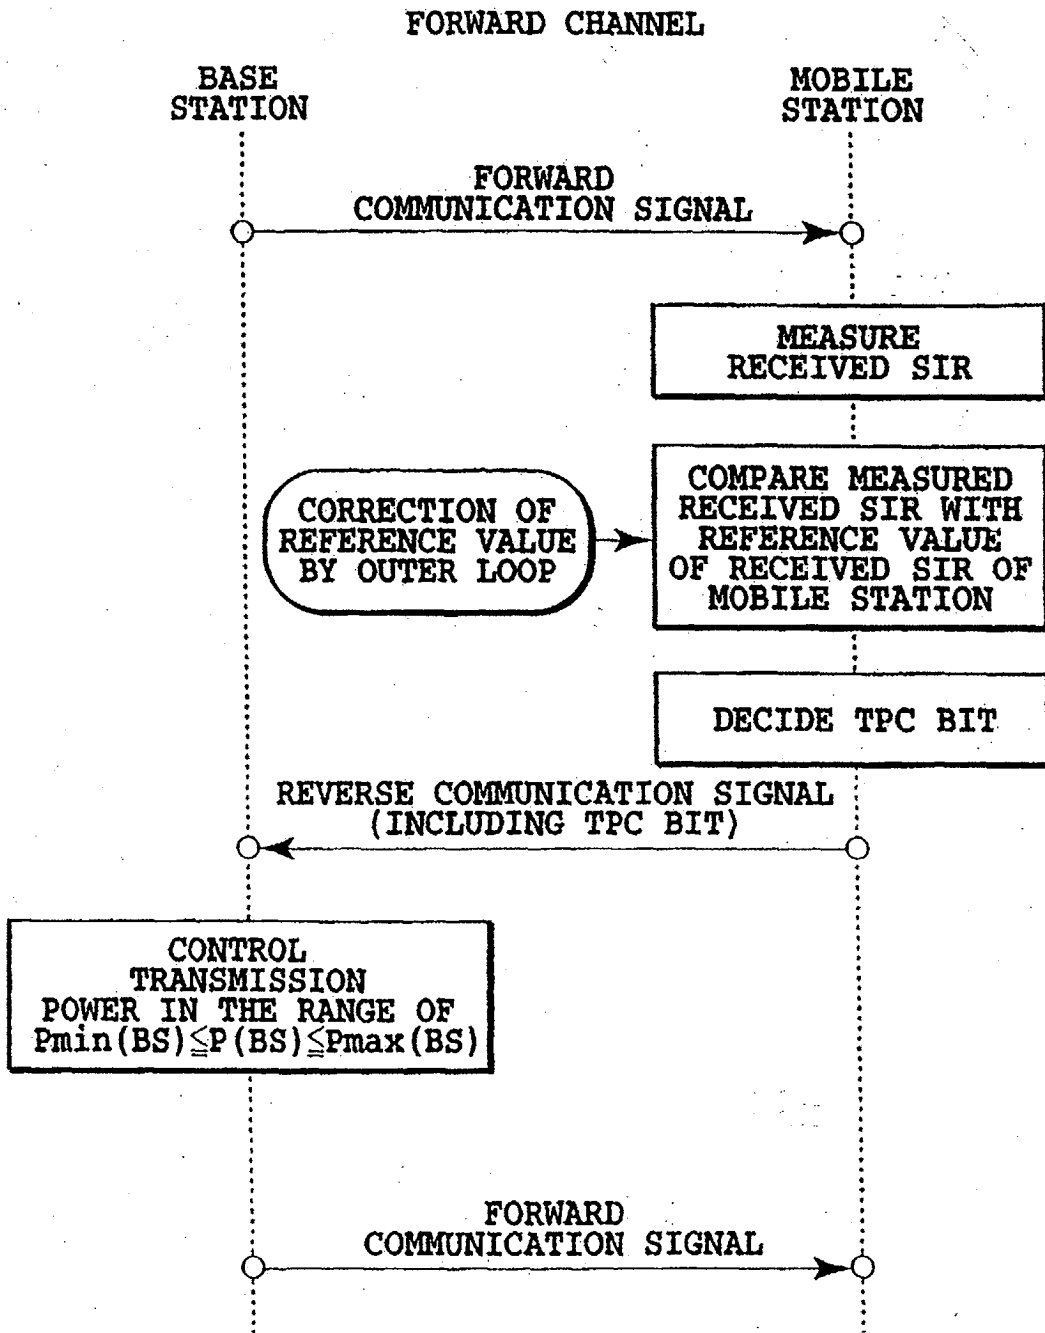 FORWARD CHANNEL
BASE
STATION
MOBILE
STATION
FORWARD
COMMUNICATION SIGNAL
MEASURE
RECEIVED SIR
CORRECTION OF
REFERENCE VALUE
BY OUTER LOOP
COMPARE MEASURED
RECEIVED SIR WITH
REFERENCE VALUE
OF RECEIVED SIR OF
MOBILE STATION
DECIDE TPC BIT
REVERSE COMMUNICATION SIGNAL
(INCLUDING TPC BIT)
CONTROL
TRANSMISSION
POWER IN THE RANGE OF
Pmin(BS)≦P(BS)≦Pmax(BS)
FORWARD
COMMUNICATION SIGNAL